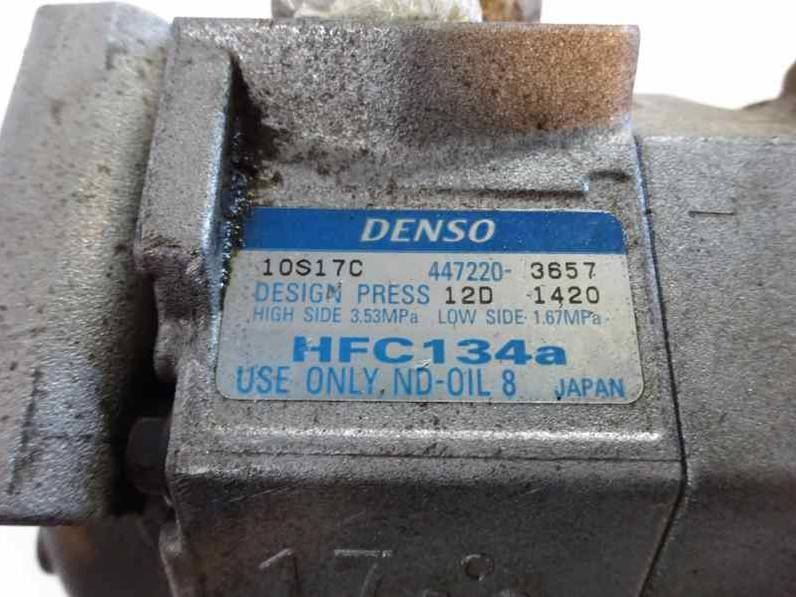 DENSO
10S17C 447220-3657
DESIGN PRESS 12D 1420
HIGH SIDE 3.53MPa LOW SIDE 1.67MPa
HFC134a
USE ONLY ND-OIL 8 JAPAN
17